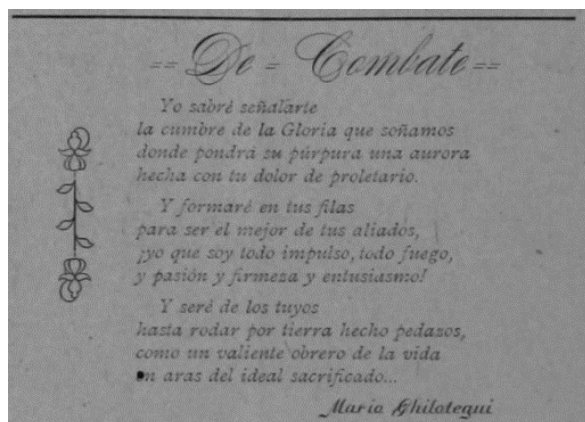 == De = Combate ==
Yo sabré señalarte
la cumbre de la Gloria que soñamos
donde pondrá su púrpura una aurora
hecha con tu dolor de proletario.
Y formaré en tus filas
para ser el mejor de tus aliados,
¡yo que soy todo impulso, todo fuego,
y pasión y firmeza y entusiasmo!
Y seré de los tuyos
hasta rodar por tierra hecho pedazos,
como un valiente obrero de la vida
en aras del ideal sacrificado...
Mario Ghilotegui